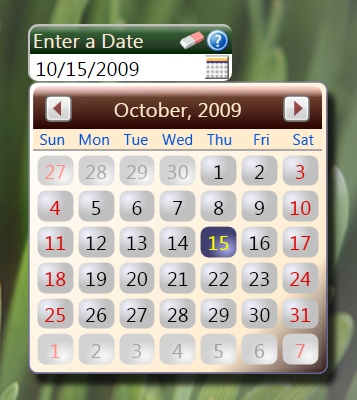 Enter a Date ?
10/15/2009
October, 2009
Sun Mon Tue Wed Thu Fri Sat
27 28 29 30 1 2 3
4 5 6 7 8 9 10
11 12 13 14 15 16 17
18 19 20 21 22 23 24
25 26 27 28 29 30 31
1 2 3 4 5 6 7